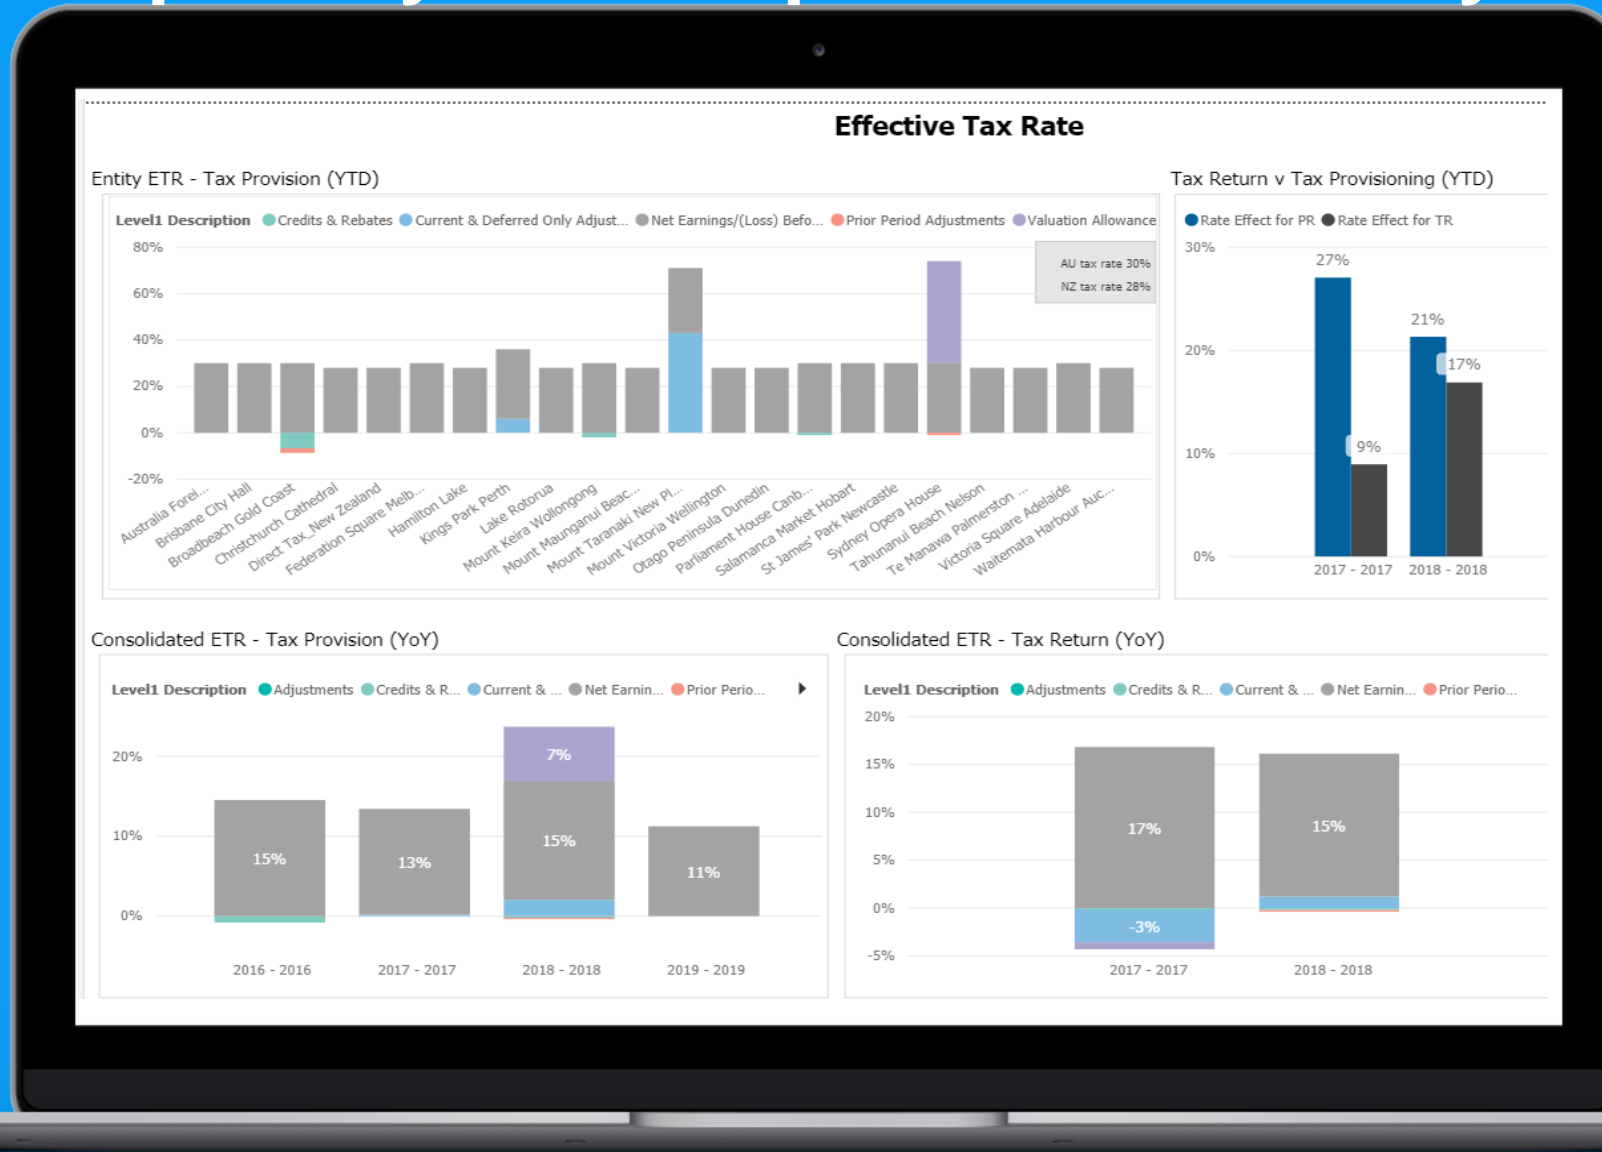 Effective Tax Rate
Entity ETR - Tax Provision (YTD)
Level1 Description Credits & Rebates Current & Deferred Only Adjust... Net Earnings/(Loss) Befo... Prior Period Adjustments Valuation Allowance
80%
60%
40%
20%
0%
-20%
AU tax rate 30%
NZ tax rate 28%
Australia Forei...
Brisbane City Hall
Broadbeach Gold Coast
Christchurch Cathedral
Direct Tax_New Zealand
Federation Square Melb...
Hamilton Lake
Kings Park Perth
Lake Rotorua
Mount Keira Wollongong
Mount Maunganui Beac...
Mount Taranaki New Pl...
Mount Victoria Wellington
Otago Peninsula Dunedin
Parliament House Canb...
Salamanca Market Hobart
St James' Park Newcastle
Sydney Opera House
Tahunanui Beach Nelson
Te Manawa Palmerston ...
Victoria Square Adelaide
Waitemata Harbour Auc...
Tax Return v Tax Provisioning (YTD)
Rate Effect for PR Rate Effect for TR
30%
20%
10%
0%
27%
9%
21%
17%
2017 - 2017 2018 - 2018
Consolidated ETR - Tax Provision (YoY)
Level1 Description Adjustments Credits & R... Current & ... Net Earnin... Prior Perio...
20%
10%
0%
15%
13%
7%
15%
11%
2016 - 2016 2017 - 2017 2018 - 2018 2019 - 2019
Consolidated ETR - Tax Return (YoY)
Level1 Description Adjustments Credits & R... Current & ... Net Earnin... Prior Perio...
20%
15%
10%
5%
0%
-5%
17%
-3%
15%
2017 - 2017 2018 - 2018